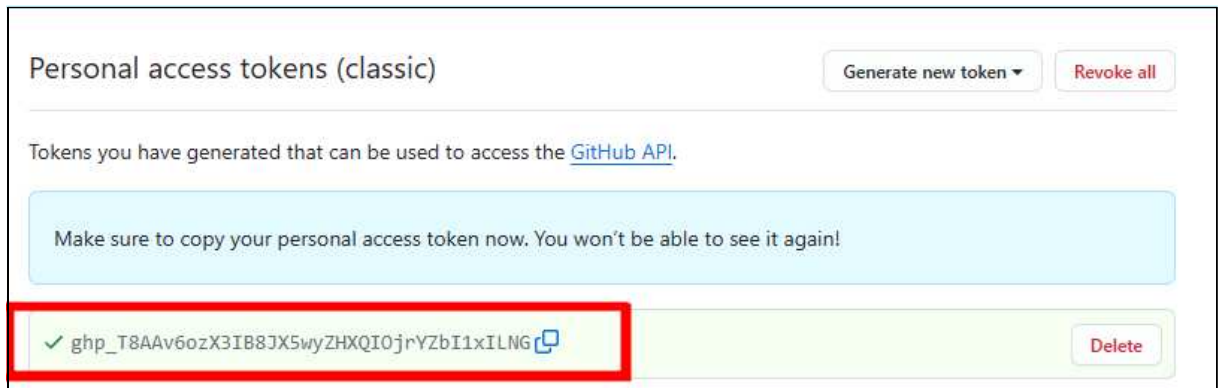 Personal access tokens (classic)
Generate new token
Revoke all
Tokens you have generated that can be used to access the GitHub API.
Make sure to copy your personal access token now. You won't be able to see it again!
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
Delete